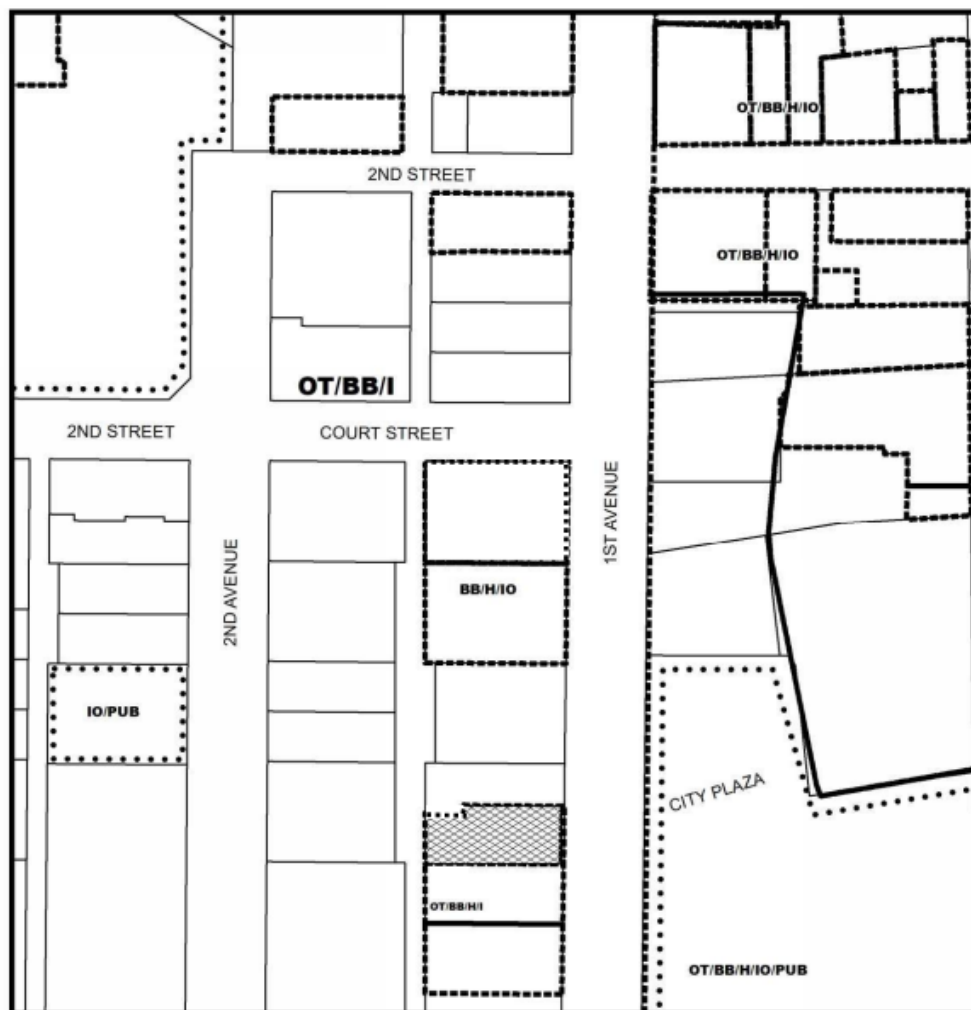 OT/BB/H/IO
2ND STREET
OT/BB/H/IO
OT/BB/I
2ND STREET
COURT STREET
1ST AVENUE
2ND AVENUE
BB/H/IO
IO/PUB
CITY PLAZA
OT/BB/H/I
OT/BB/H/IO/PUB